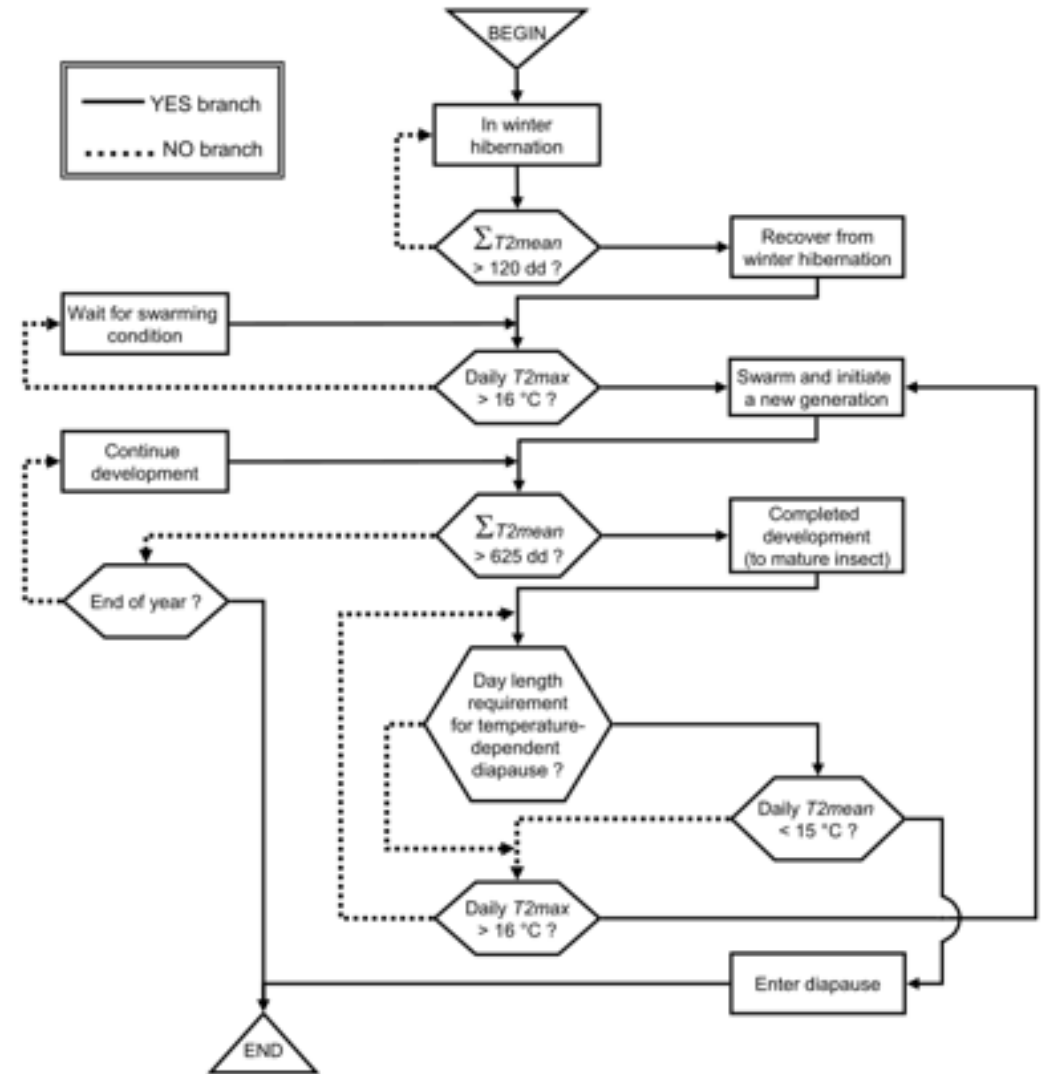 BEGIN
YES branch
NO branch
In winter
hibernation
ΣT2mean
> 120 dd ?
Recover from
winter hibernation
Wait for swarming
condition
Daily T2max
> 16 °C ?
Swarm and initiate
a new generation
Continue
development
ΣT2mean
> 625 dd ?
Completed
development
(to mature insect)
End of year ?
Day length
requirement
for temperature-
dependent
diapause ?
Daily T2mean
< 15 °C ?
Daily T2max
> 16 °C ?
Enter diapause
END